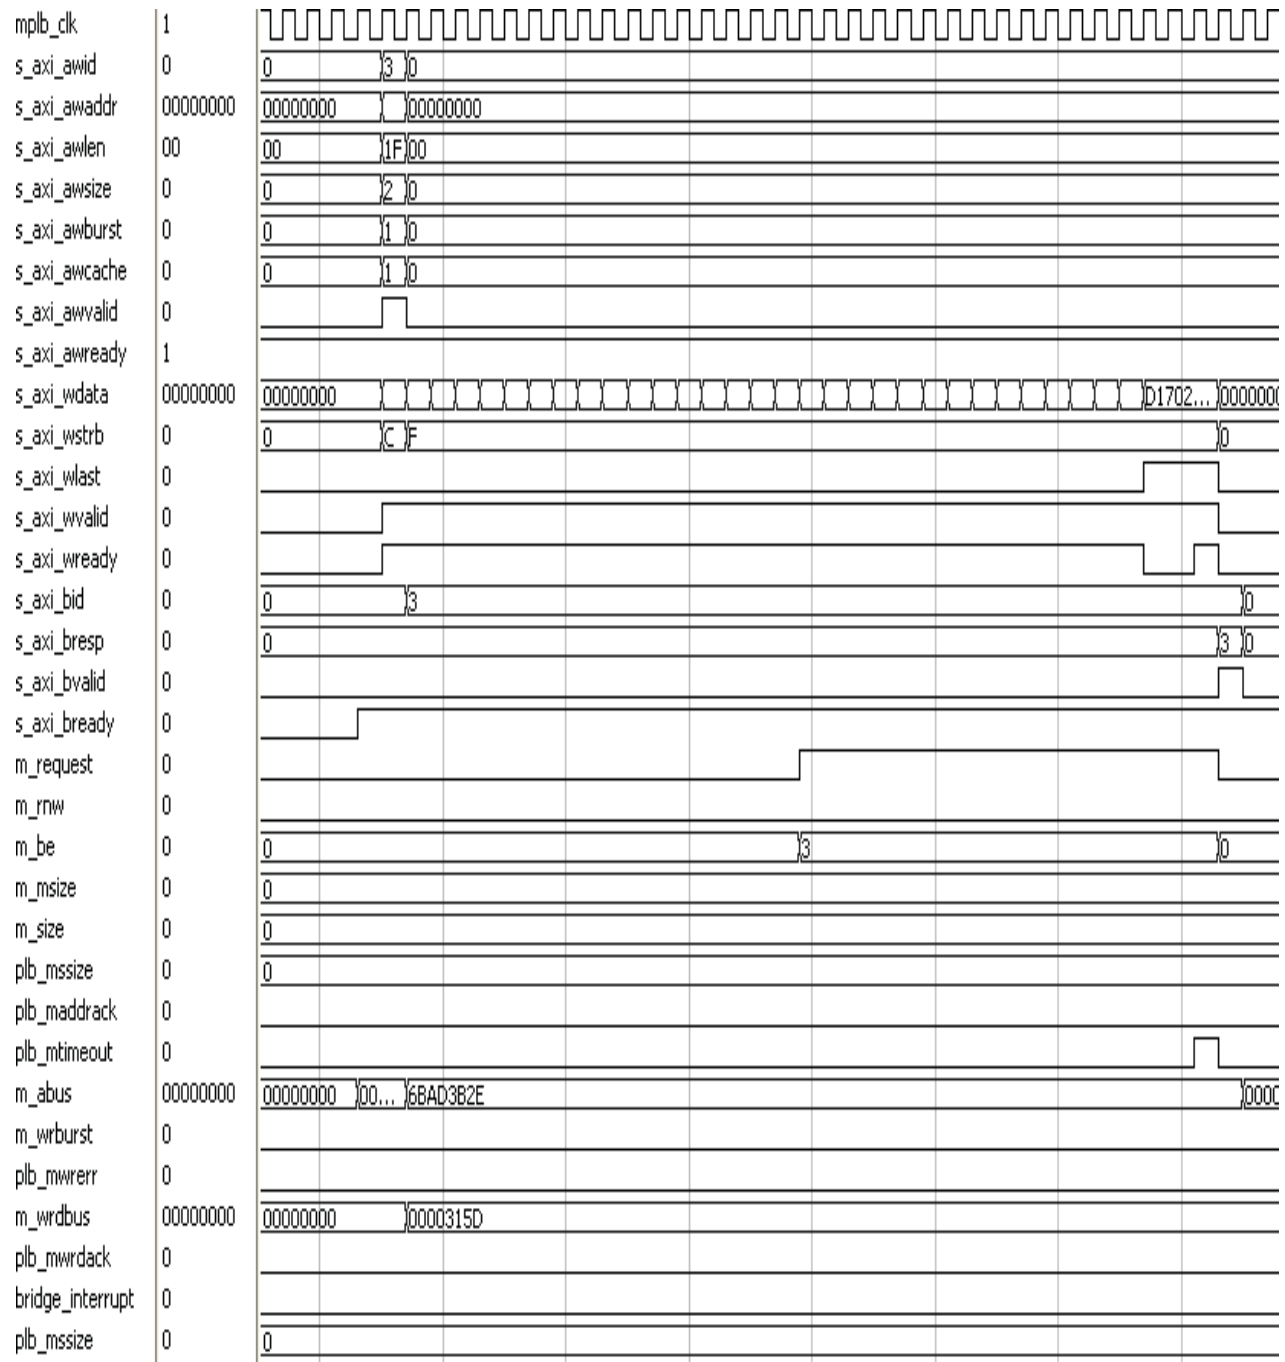 mplb_clk 1
s_axi_awid 0 0 3 0
s_axi_awaddr 00000000 00000000 00000000
s_axi_awlen 00 00 1F 00
s_axi_awsize 0 0 2 0
s_axi_awburst 0 0 1 0
s_axi_awcache 0 0 1 0
s_axi_awvalid 0
s_axi_awready 1
s_axi_wdata 00000000 00000000 D1702... 0000000
s_axi_wstrb 0 0 C F 0
s_axi_wlast 0
s_axi_wvalid 0
s_axi_wready 0
s_axi_bid 0 0 3 0
s_axi_bresp 0 0 3 0
s_axi_bvalid 0
s_axi_bready 0
m_request 0
m_rnw 0
m_be 0 0 3 0
m_msize 0 0
m_size 0 0
plb_mssize 0 0
plb_maddrack 0
plb_mtimeout 0
m_abus 00000000 00000000 00... 6BAD3B2E 0000
m_wrburst 0
plb_mwrerr 0
m_wrdbus 00000000 00000000 0000315D
plb_mwrdack 0
bridge_interrupt 0
plb_mssize 0 0